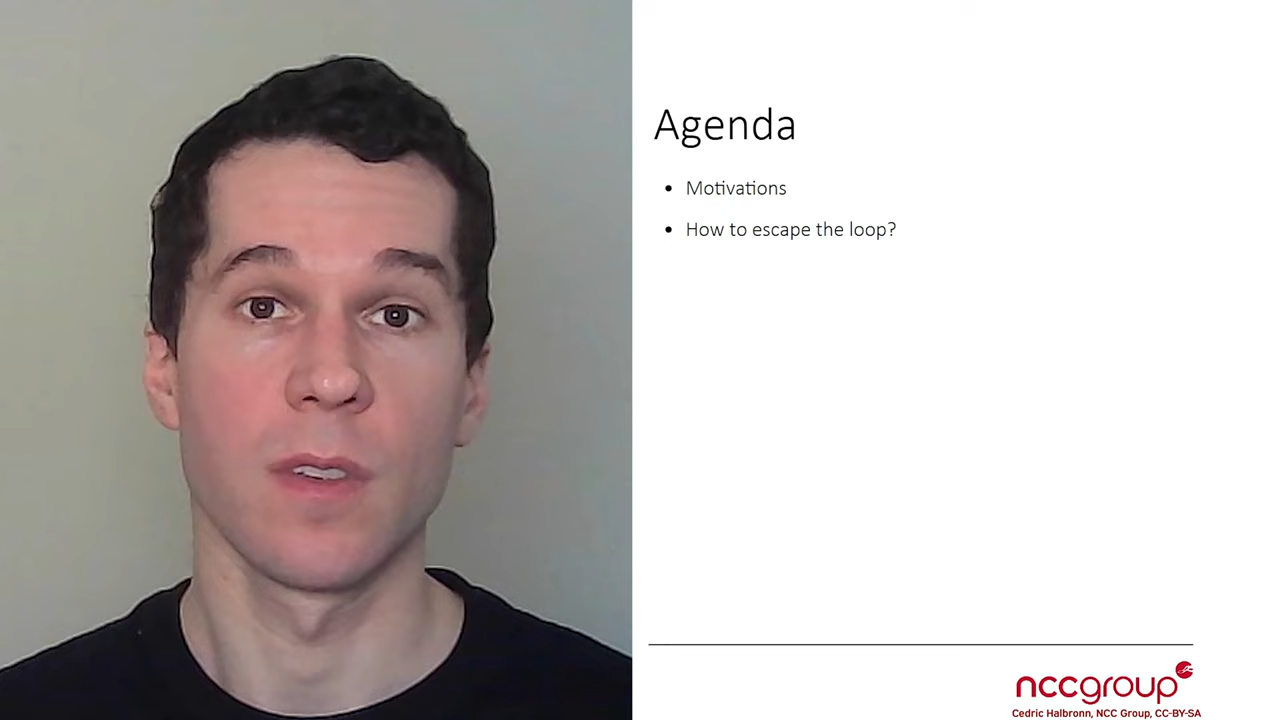 Agenda
• Motivations
• How to escape the loop?
nccgroup
Cedric Halbronn, NCC Group, CC-BY-SA